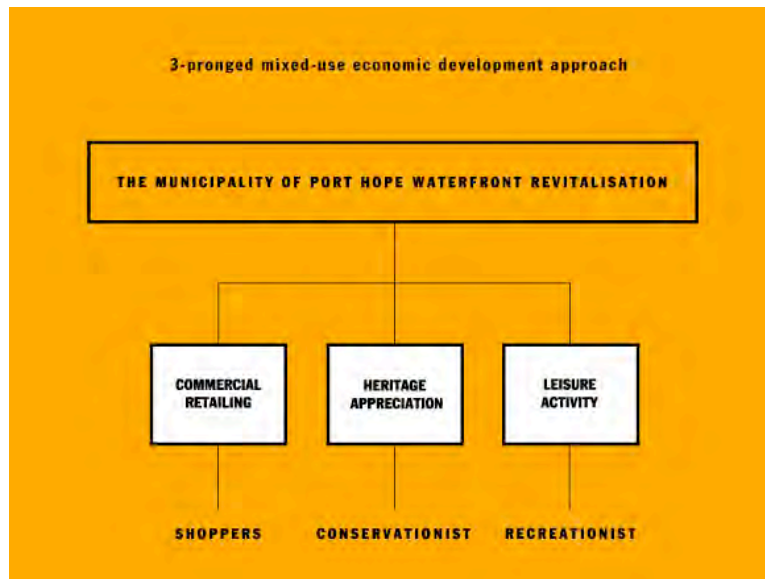 3-pronged mixed-use economic development approach
THE MUNICIPALITY OF PORT HOPE WATERFRONT REVITALISATION
COMMERCIAL
RETAILING
HERITAGE
APPRECIATION
LEISURE
ACTIVITY
SHOPPERS
CONSERVATIONIST
RECREATIONIST